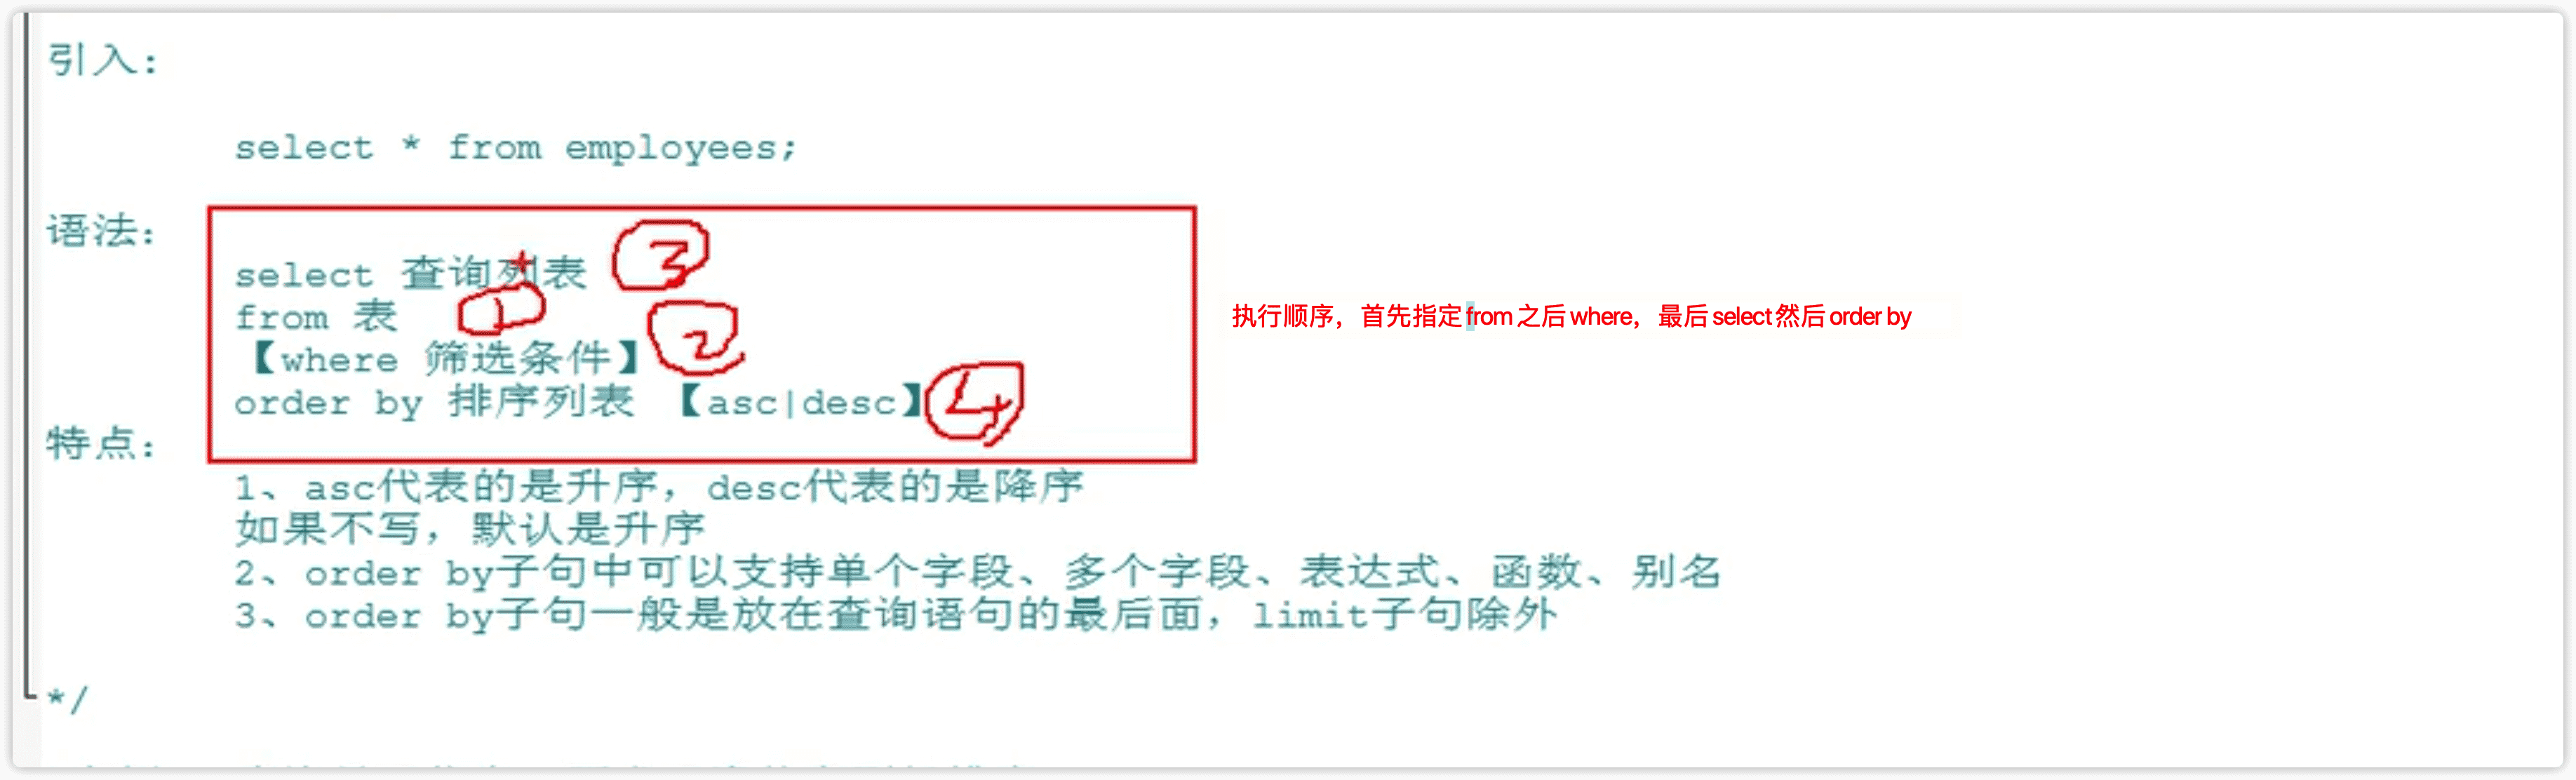 引入：
select * from employees;
语法：
select 查询列表 3
from 表 1
【where 筛选条件】 2
执行顺序，首先指定from 之后 where，最后 select 然后 order by
order by 排序列表 【asc|desc】 4
特点：
1、asc代表的是升序，desc代表的是降序
如果不写，默认是升序
2、order by子句中可以支持单个字段、多个字段、表达式、函数、别名
3、order by子句一般是放在查询语句的最后面，limit子句除外
*/